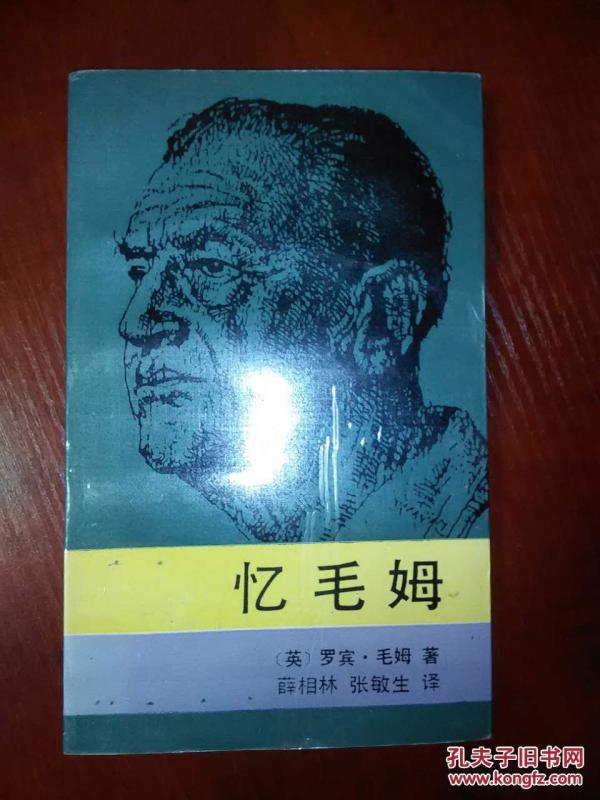 忆毛姆
〔英〕罗宾·毛姆 著
薛相林 张敏生 译
孔夫子旧书网
www.kongfz.com